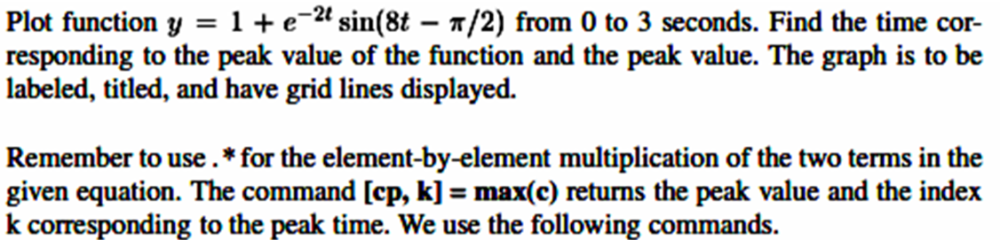 Plot function y = 1 + e^{-2t} sin(8t − π/2) from 0 to 3 seconds. Find the time cor-
responding to the peak value of the function and the peak value. The graph is to be
labeled, titled, and have grid lines displayed.
Remember to use .* for the element-by-element multiplication of the two terms in the
given equation. The command [cp, k] = max(c) returns the peak value and the index
k corresponding to the peak time. We use the following commands.